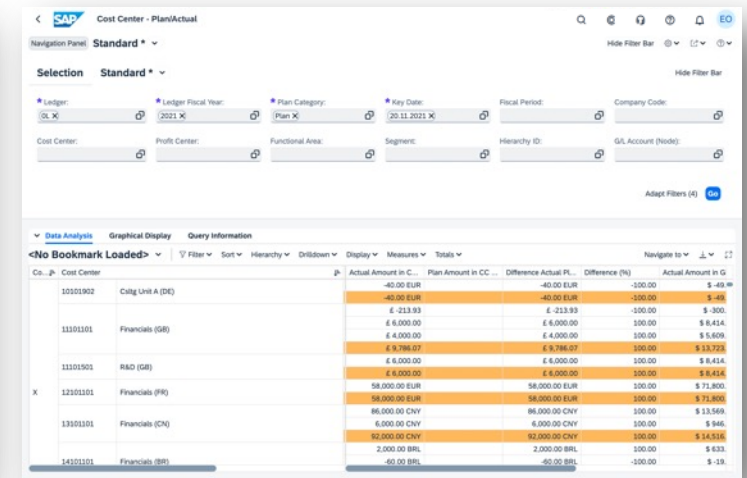 SAP Cost Center - Plan/Actual EO
Navigation Panel Standard * Hide Filter Bar
Selection Standard * Hide Filter Bar
* Ledger: * Ledger Fiscal Year: * Plan Category: * Key Date: Fiscal Period: Company Code:
0L X 2021 X Plan X 20.11.2021 X
Cost Center: Profit Center: Functional Area: Segment: Hierarchy ID: G/L Account (Node):
Adapt Filters (4) Go
Data Analysis Graphical Display Query Information
<No Bookmark Loaded> Filter Sort Hierarchy Drilldown Display Measures Totals Navigate to
Co... Cost Center Actual Amount in C... Plan Amount in CC ... Difference Actual Pl... Difference (%) Actual Amount in G
10101902 Csltg Unit A (DE) -40.00 EUR -40.00 EUR -100.00 $ -49.
-40.00 EUR -40.00 EUR -100.00 $ -49.
11101101 Financials (GB) £ -213.93 £ -213.93 -100.00 $ -300.
£ 6,000.00 £ 6,000.00 100.00 $ 8,414.
£ 4,000.00 £ 4,000.00 100.00 $ 5,609.
£ 9,786.07 £ 9,786.07 100.00 $ 13,723.
11101501 R&D (GB) £ 6,000.00 £ 6,000.00 100.00 $ 8,414.
£ 6,000.00 £ 6,000.00 100.00 $ 8,414.
X 12101101 Financials (FR) 58,000.00 EUR 58,000.00 EUR 100.00 $ 71,800.
58,000.00 EUR 58,000.00 EUR 100.00 $ 71,800.
13101101 Financials (CN) 86,000.00 CNY 86,000.00 CNY 100.00 $ 13,569.
6,000.00 CNY 6,000.00 CNY 100.00 $ 946.
92,000.00 CNY 92,000.00 CNY 100.00 $ 14,516.
14101101 Financials (BR) 2,000.00 BRL 2,000.00 BRL 100.00 $ 633.
-60.00 BRL -60.00 BRL -100.00 $ -19.